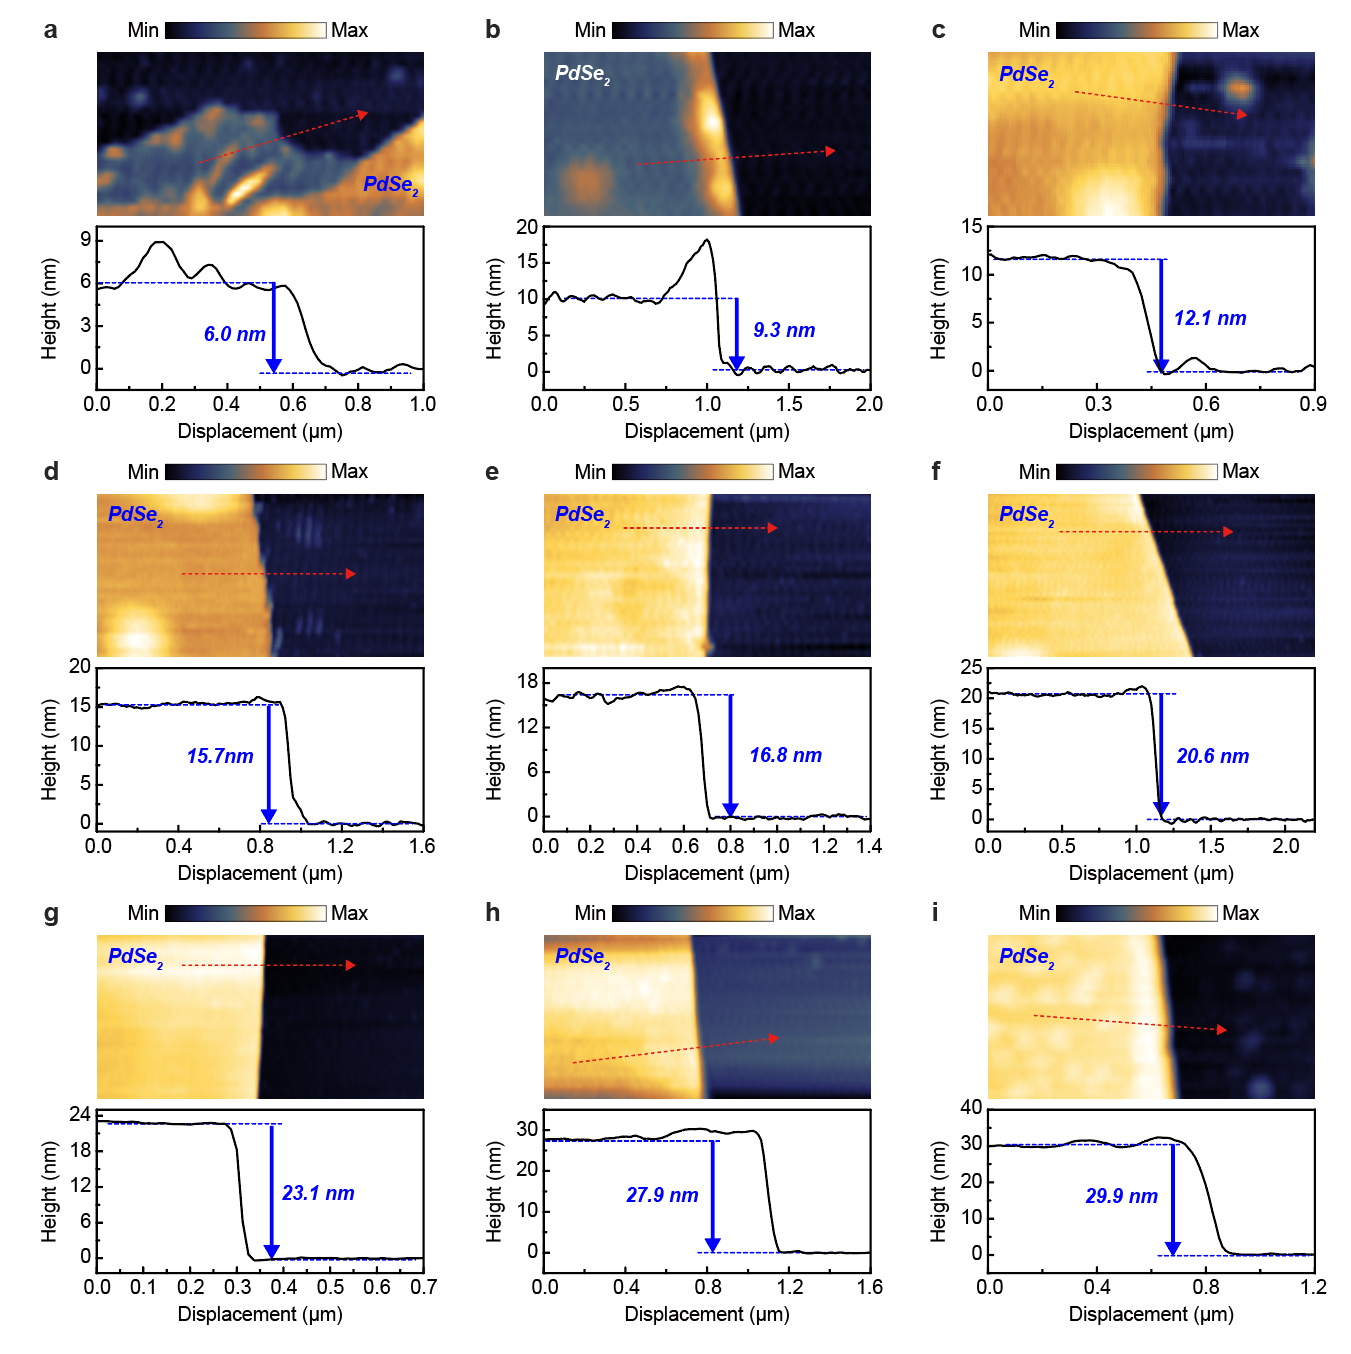 a
Min Max
PdSe2
9
6
3
0
6.0 nm
Height (nm)
0.0 0.2 0.4 0.6 0.8 1.0
Displacement (µm)
b
Min Max
PdSe2
20
15
10
5
0
9.3 nm
Height (nm)
0.0 0.5 1.0 1.5 2.0
Displacement (µm)
c
Min Max
PdSe2
15
10
5
0
12.1 nm
Height (nm)
0.0 0.3 0.6 0.9
Displacement (µm)
d
Min Max
PdSe2
20
15
10
5
0
15.7nm
Height (nm)
0.0 0.4 0.8 1.2 1.6
Displacement (µm)
e
Min Max
PdSe2
18
12
6
0
16.8 nm
Height (nm)
0.0 0.2 0.4 0.6 0.8 1.0 1.2 1.4
Displacement (µm)
f
Min Max
PdSe2
25
20
15
10
5
0
20.6 nm
Height (nm)
0.0 0.5 1.0 1.5 2.0
Displacement (µm)
g
Min Max
PdSe2
24
18
12
6
0
23.1 nm
Height (nm)
0.0 0.1 0.2 0.3 0.4 0.5 0.6 0.7
Displacement (µm)
h
Min Max
PdSe2
30
20
10
0
27.9 nm
Height (nm)
0.0 0.4 0.8 1.2 1.6
Displacement (µm)
i
Min Max
PdSe2
40
30
20
10
0
29.9 nm
Height (nm)
0.0 0.4 0.8 1.2
Displacement (µm)